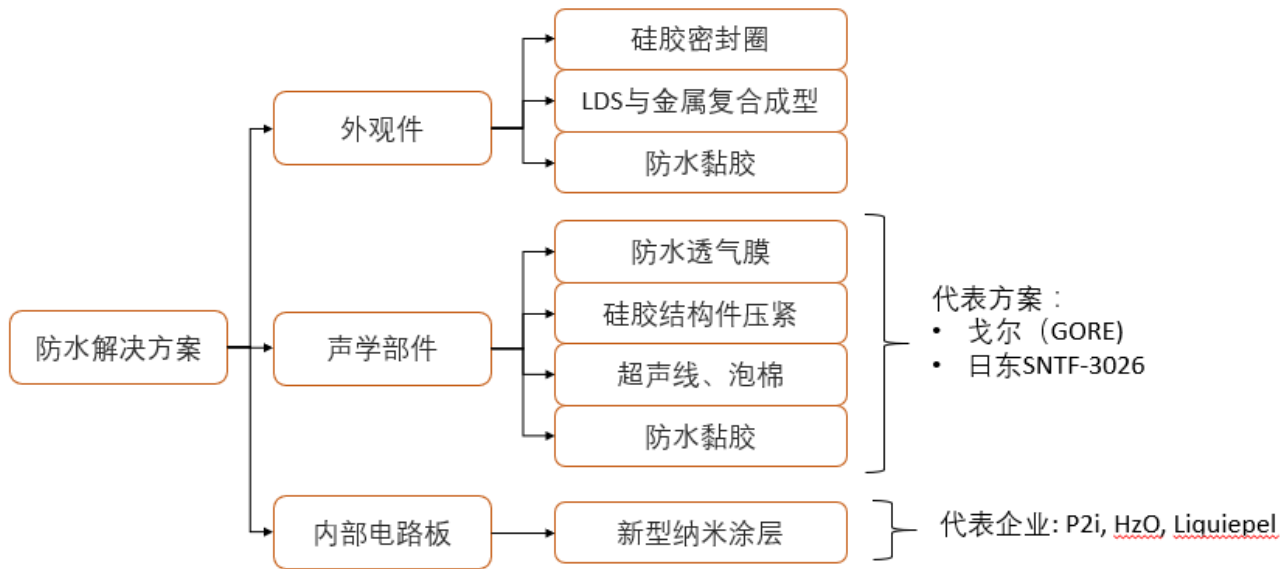 防水解决方案
外观件
硅胶密封圈
LDS与金属复合成型
防水黏胶
声学部件
防水透气膜
硅胶结构件压紧
超声线、泡棉
防水黏胶
代表方案：
• 戈尔（GORE)
• 日东SNTF-3026
内部电路板
新型纳米涂层
代表企业: P2i, HzO, Liquiepel